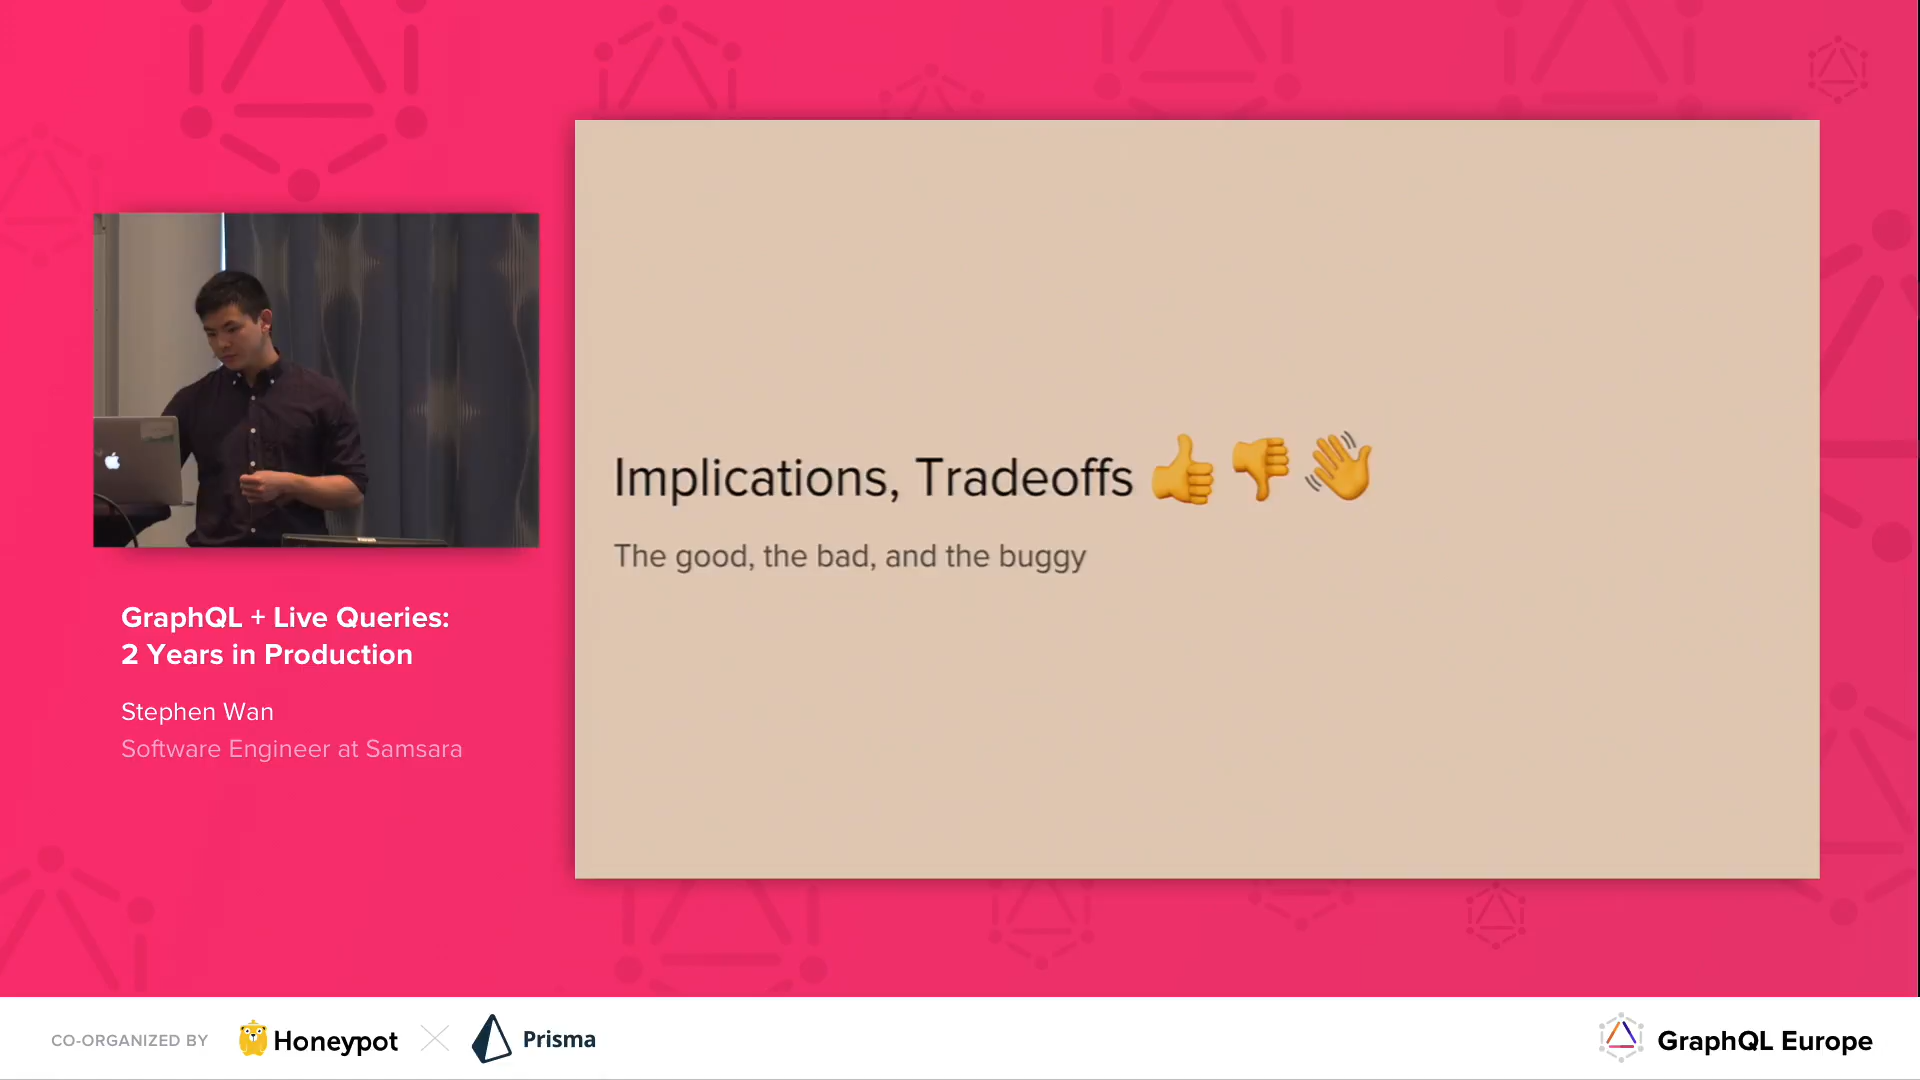 Implications, Tradeoffs 👍 👎 👋
The good, the bad, and the buggy
GraphQL + Live Queries:
2 Years in Production
Stephen Wan
Software Engineer at Samsara
CO-ORGANIZED BY
Honeypot
Prisma
GraphQL Europe